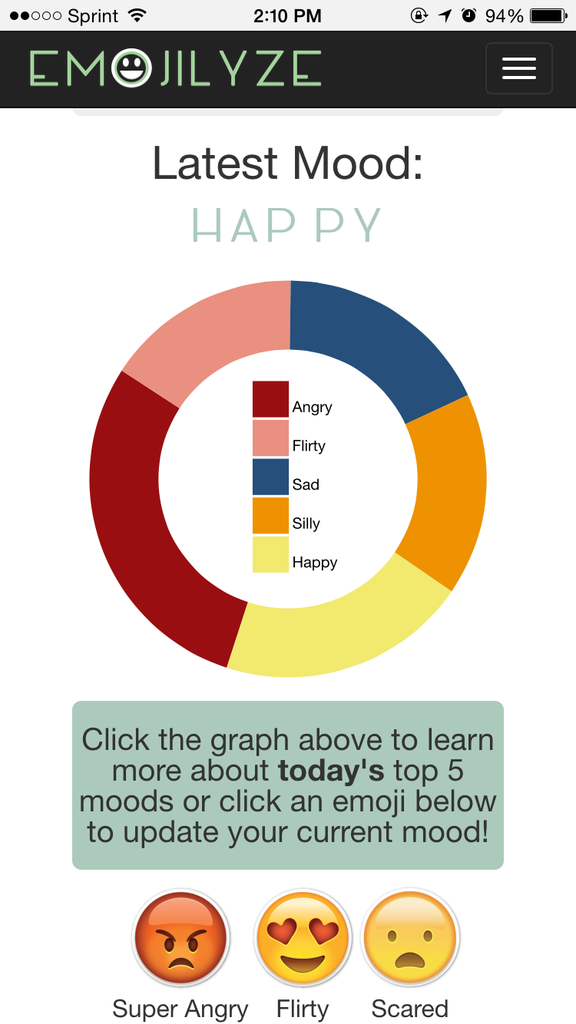 Sprint 2:10 PM 94%
EMOJILYZE
Latest Mood:
HAPPY
Angry
Flirty
Sad
Silly
Happy
Click the graph above to learn
more about today's top 5
moods or click an emoji below
to update your current mood!
Super Angry Flirty Scared